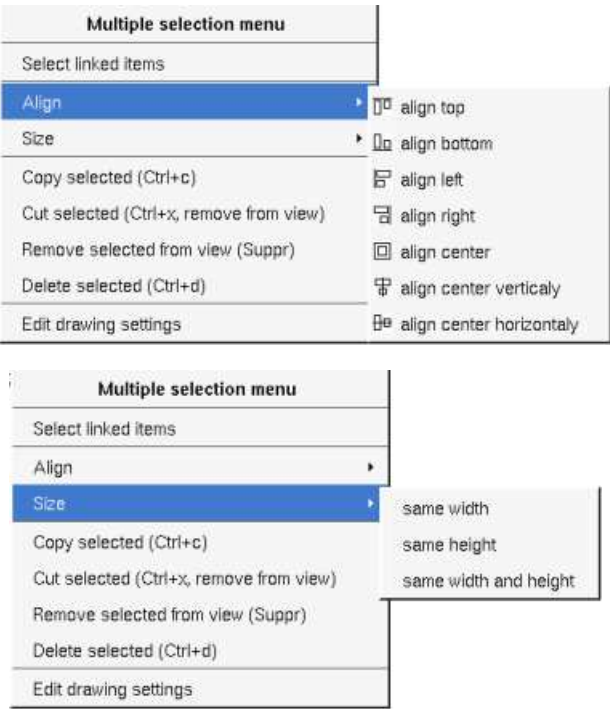 Multiple selection menu
Select linked items
Align
Size
Copy selected (Ctrl+c)
Cut selected (Ctrl+x, remove from view)
Remove selected from view (Suppr)
Delete selected (Ctrl+d)
Edit drawing settings
align top
align bottom
align left
align right
align center
align center verticaly
align center horizontaly
Multiple selection menu
Select linked items
Align
Size
Copy selected (Ctrl+c)
Cut selected (Ctrl+x, remove from view)
Remove selected from view (Suppr)
Delete selected (Ctrl+d)
Edit drawing settings
same width
same height
same width and height